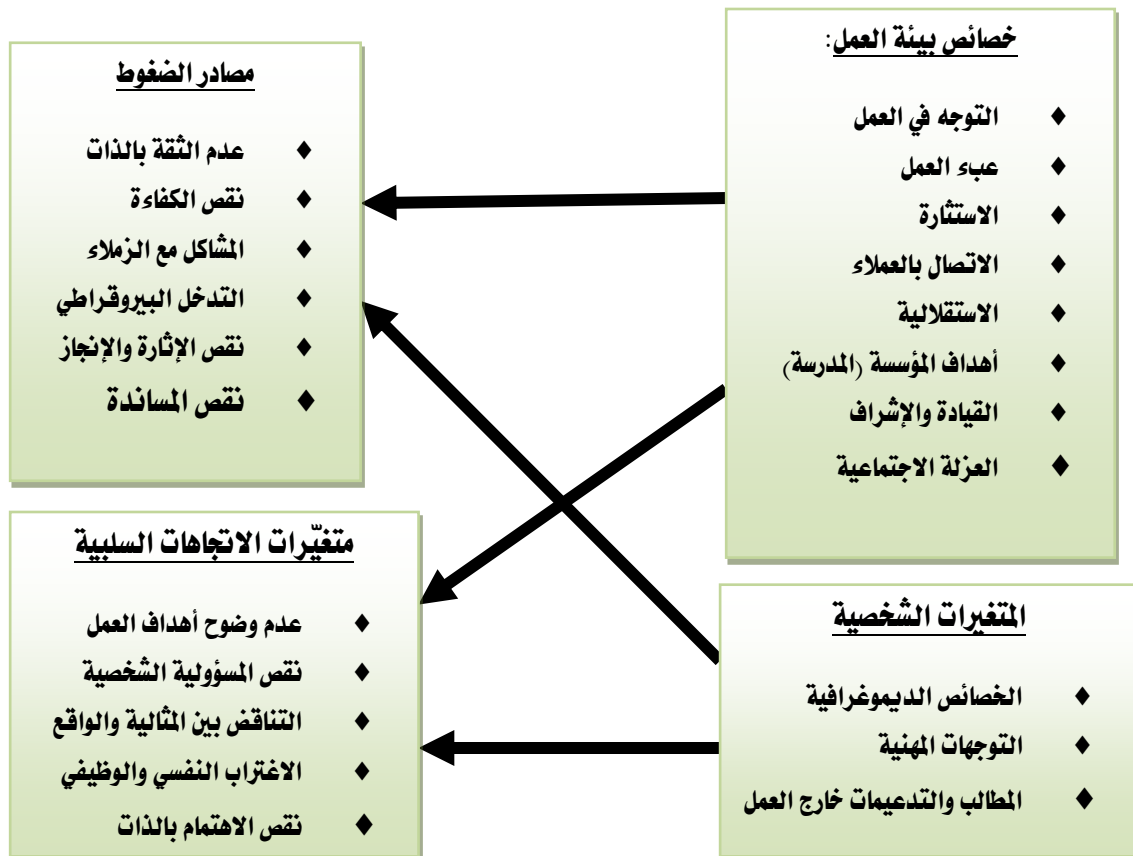 خصائص بيئة العمل:
♦ التوجه في العمل
♦ عبء العمل
♦ الاستثارة
♦ الاتصال بالعملاء
♦ الاستقلالية
♦ أهداف المؤسسة (المدرسة)
♦ القيادة والإشراف
♦ العزلة الاجتماعية
مصادر الضغوط
♦ عدم الثقة بالذات
♦ نقص الكفاءة
♦ المشاكل مع الزملاء
♦ التدخل البيروقراطي
♦ نقص الإثارة والإنجاز
♦ نقص المساندة
المتغيرات الشخصية
♦ الخصائص الديموغرافية
♦ التوجهات المهنية
♦ المطالب والتدعيمات خارج العمل
متغيّرات الاتجاهات السلبية
♦ عدم وضوح أهداف العمل
♦ نقص المسؤولية الشخصية
♦ التناقض بين المثالية والواقع
♦ الاغتراب النفسي والوظيفي
♦ نقص الاهتمام بالذات